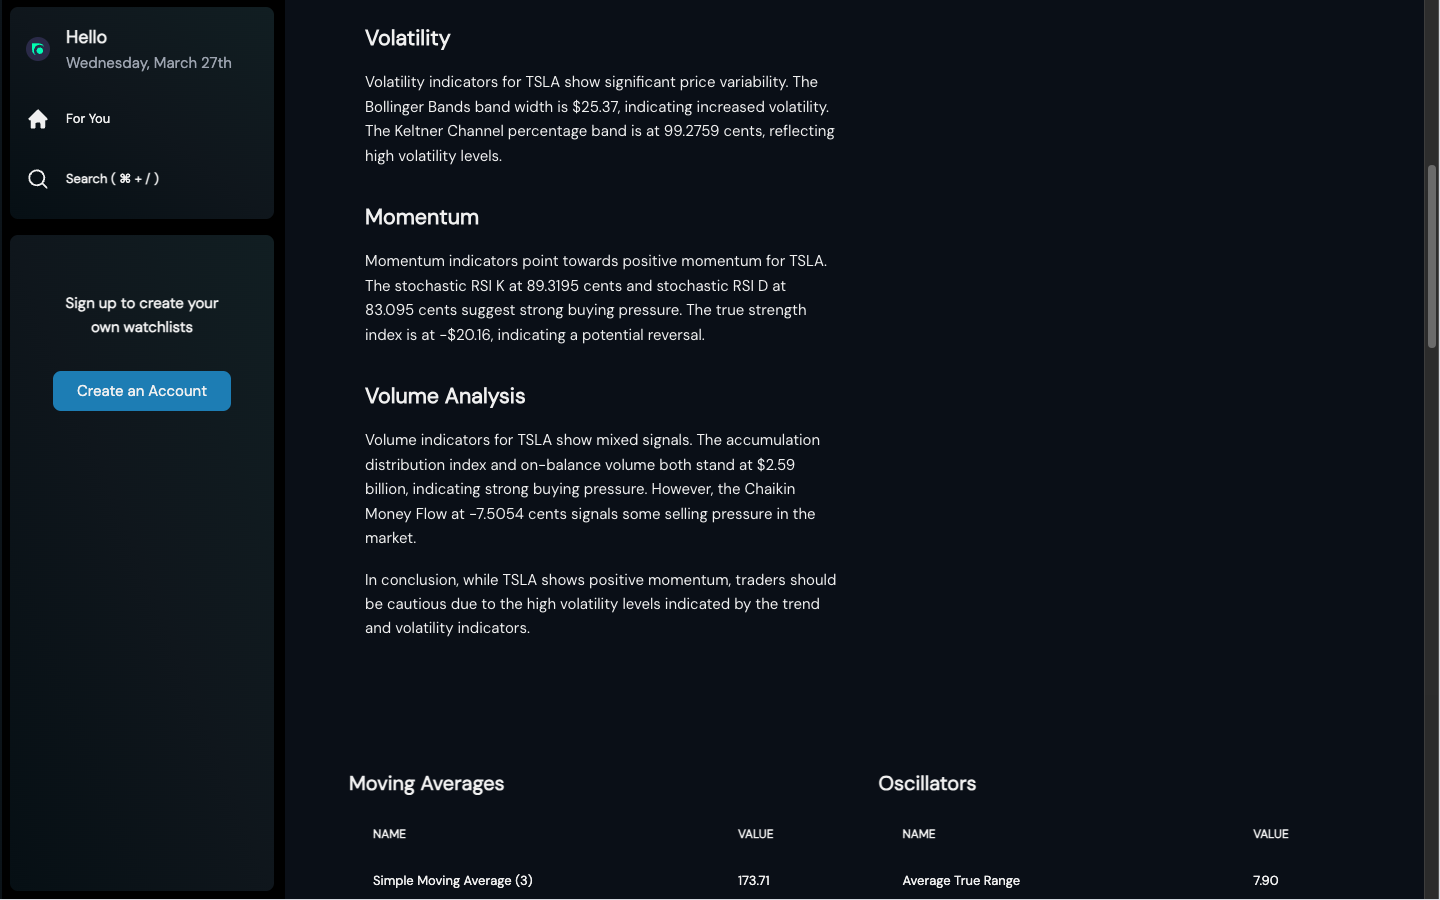 Hello
Wednesday, March 27th
For You
Search ( ⌘ + / )
Sign up to create your
own watchlists
Create an Account
Volatility
Volatility indicators for TSLA show significant price variability. The
Bollinger Bands band width is $25.37, indicating increased volatility.
The Keltner Channel percentage band is at 99.2759 cents, reflecting
high volatility levels.
Momentum
Momentum indicators point towards positive momentum for TSLA.
The stochastic RSI K at 89.3195 cents and stochastic RSI D at
83.095 cents suggest strong buying pressure. The true strength
index is at -$20.16, indicating a potential reversal.
Volume Analysis
Volume indicators for TSLA show mixed signals. The accumulation
distribution index and on-balance volume both stand at $2.59
billion, indicating strong buying pressure. However, the Chaikin
Money Flow at -7.5054 cents signals some selling pressure in the
market.
In conclusion, while TSLA shows positive momentum, traders should
be cautious due to the high volatility levels indicated by the trend
and volatility indicators.
Moving Averages
NAME VALUE
Simple Moving Average (3) 173.71
Oscillators
NAME VALUE
Average True Range 7.90